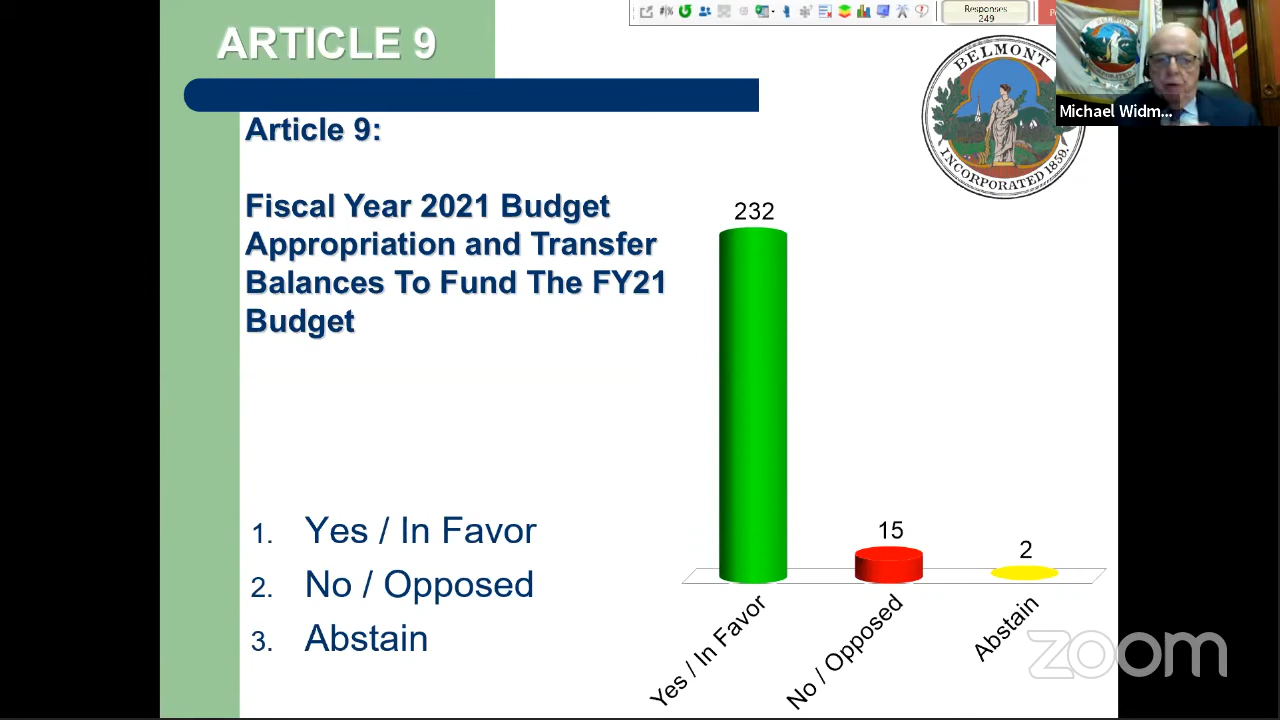 ARTICLE 9
Responses
249
BELMONT
INCORPORATED 1859.
Michael Widm...
Article 9:
Fiscal Year 2021 Budget
Appropriation and Transfer
Balances To Fund The FY21
Budget
232
15
2
1. Yes / In Favor
2. No / Opposed
3. Abstain
Yes / In Favor
No / Opposed
Abstain
zoom